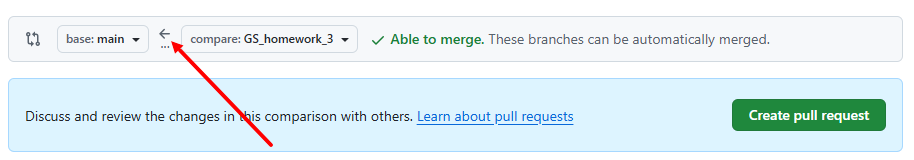 base: main ← ... compare: GS_homework_3 ✓ Able to merge. These branches can be automatically merged.
Discuss and review the changes in this comparison with others. Learn about pull requests Create pull request